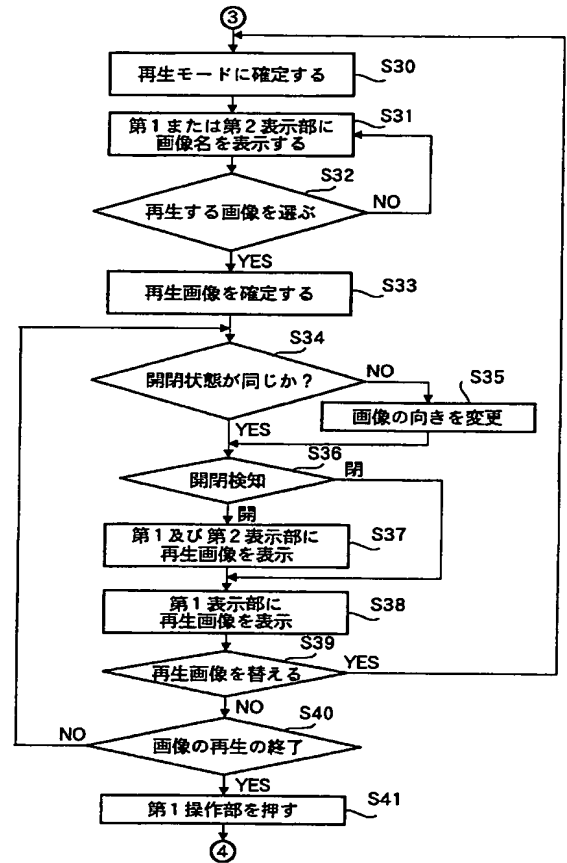 ③
再生モードに確定する
S30
第1または第2表示部に
画像名を表示する
S31
再生する画像を選ぶ
S32
NO
YES
再生画像を確定する
S33
開閉状態が同じか？
S34
NO
画像の向きを変更
S35
YES
開閉検知
S36
閉
開
第1及び第2表示部に
再生画像を表示
S37
第1表示部に
再生画像を表示
S38
再生画像を替える
S39
YES
NO
画像の再生の終了
S40
NO
YES
第1操作部を押す
S41
④